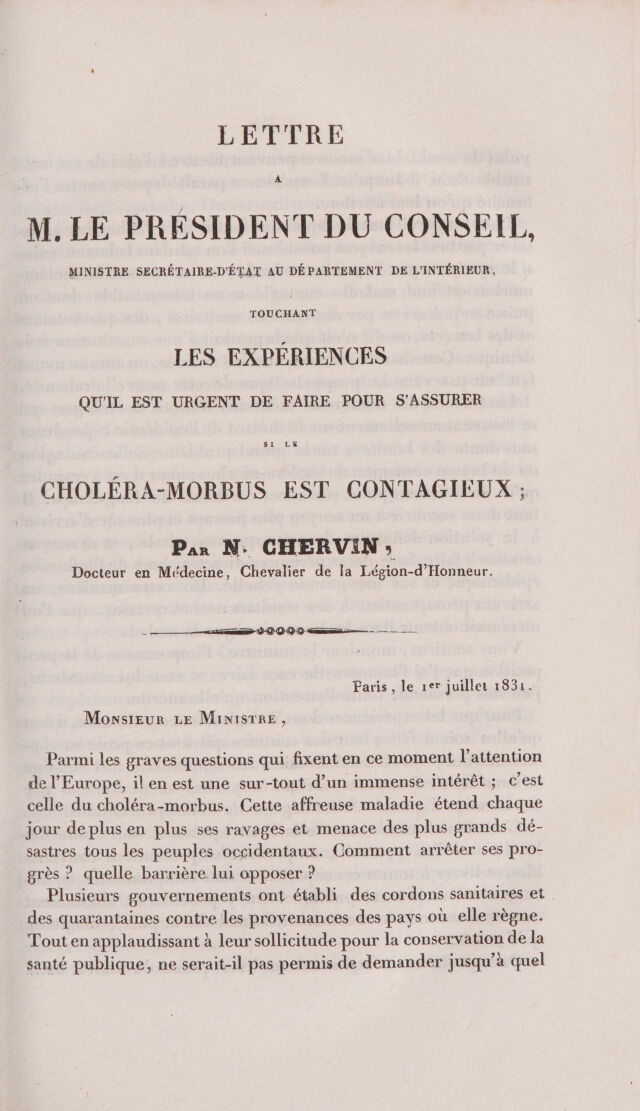 LETTRE
A
M. LE PRÉSIDENT DU CONSEIL,
MINISTRE SECRÉTAIRE-D'ÉTAT AU DÉPARTEMENT DE L'INTÉRIEUR,
TOUCHANT
LES EXPÉRIENCES
QU'IL EST URGENT DE FAIRE POUR S'ASSURER
SI LE
CHOLÉRA-MORBUS EST CONTAGIEUX;
PAR N. CHERVIN,
Docteur en Médecine, Chevalier de la Légion-d'Honneur.
Paris, le 1er juillet 1831.
MONSIEUR LE MINISTRE,
Parmi les graves questions qui fixent en ce moment l'attention
de l'Europe, il en est une sur-tout d'un immense intérêt; c'est
celle du choléra-morbus. Cette affreuse maladie étend chaque
jour de plus en plus ses ravages et menace des plus grands dé-
sastres tous les peuples occidentaux. Comment arrêter ses pro-
grès ? quelle barrière lui opposer ?
Plusieurs gouvernements ont établi des cordons sanitaires et
des quarantaines contre les provenances des pays où elle règne.
Tout en applaudissant à leur sollicitude pour la conservation de la
santé publique, ne serait-il pas permis de demander jusqu'à quel